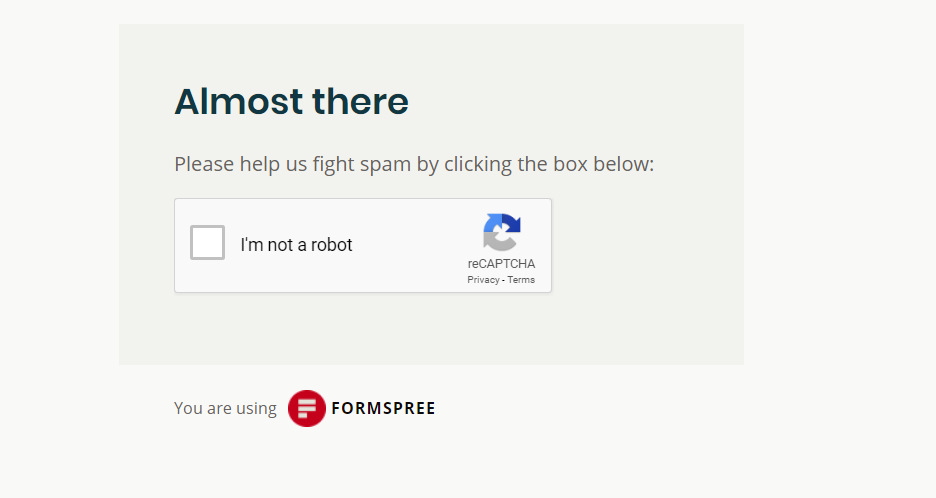 Almost there
Please help us fight spam by clicking the box below:
I'm not a robot
reCAPTCHA
Privacy - Terms
You are using FORMSPREE